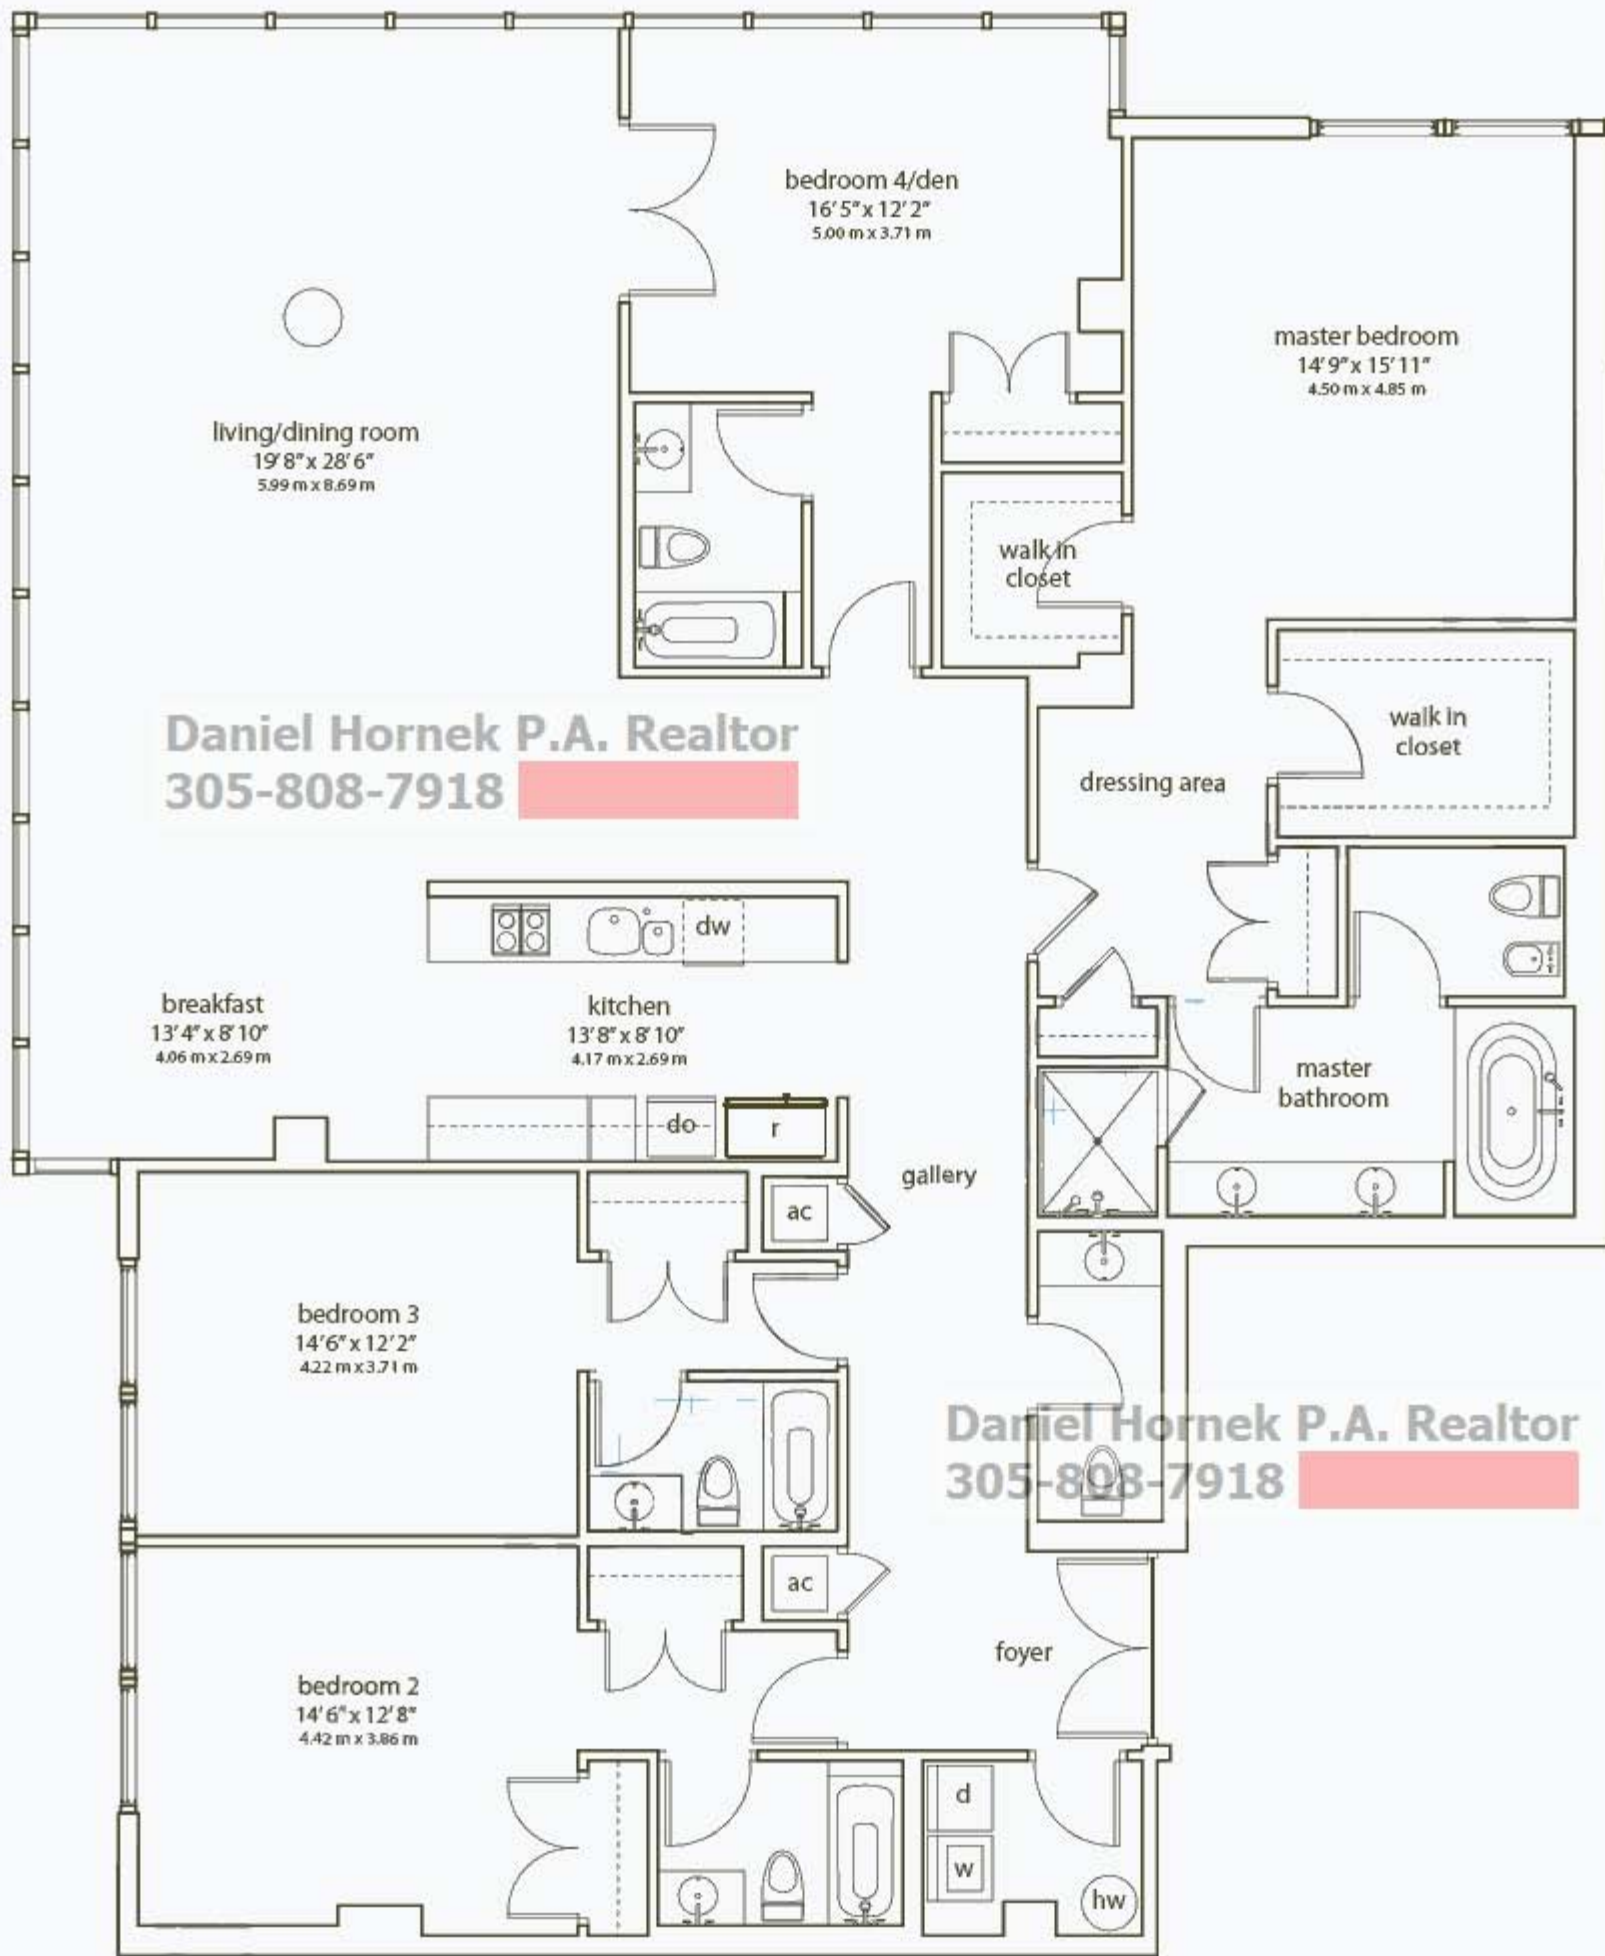 bedroom 4/den
16'5" x 12'2"
5.00 m x 3.71 m
master bedroom
14'9" x 15'11"
4.50 m x 4.85 m
living/dining room
19'8" x 28'6"
5.99 m x 8.69 m
walk in
closet
walk in
closet
Daniel Hornek P.A. Realtor
305-808-7918
dressing area
dw
breakfast
13'4" x 8'10"
4.06 m x 2.69 m
kitchen
13'8" x 8'10"
4.17 m x 2.69 m
master
bathroom
do
r
gallery
ac
bedroom 3
14'6" x 12'2"
4.22 m x 3.71 m
Daniel Hornek P.A. Realtor
305-808-7918
ac
foyer
bedroom 2
14'6" x 12'8"
4.42 m x 3.86 m
d
w
hw